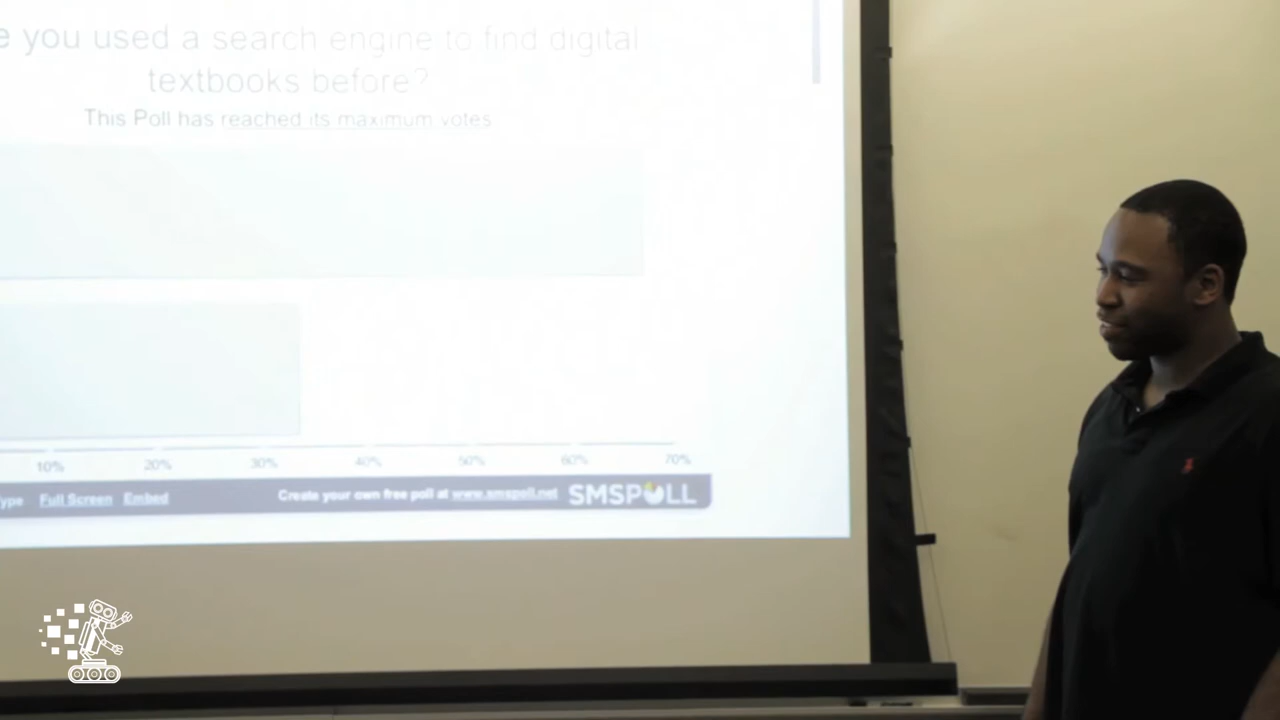 e you used a search engine to find digital
textbooks before?
This Poll has reached its maximum votes
10% 20% 30% 40% 50% 60% 70%
ype Full Screen Embed Create your own free poll at www.smspoll.net SMSPOLL